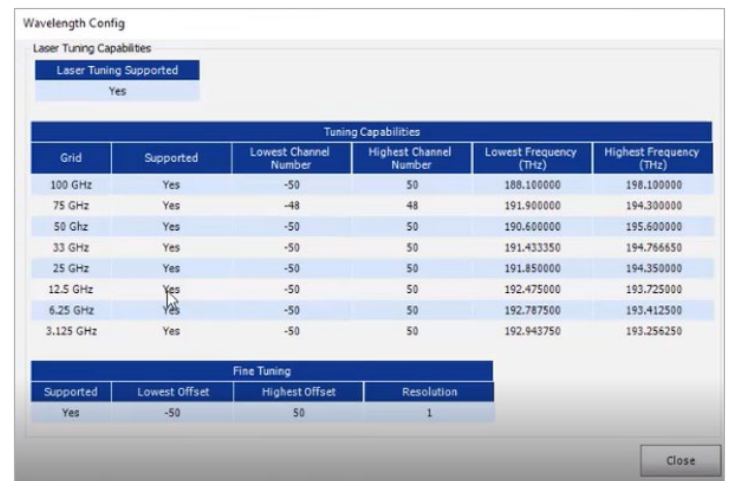 Wavelength Config
Laser Tuning Capabilities
Laser Tuning Supported
Yes
Tuning Capabilities
Grid Supported Lowest Channel Number Highest Channel Number Lowest Frequency (THz) Highest Frequency (THz)
100 GHz Yes -50 50 188.100000 198.100000
75 GHz Yes -48 48 191.900000 194.300000
50 Ghz Yes -50 50 190.600000 195.600000
33 GHz Yes -50 50 191.433350 194.766650
25 GHz Yes -50 50 191.850000 194.350000
12.5 GHz Yes -50 50 192.475000 193.725000
6.25 GHz Yes -50 50 192.787500 193.412500
3.125 GHz Yes -50 50 192.943750 193.256250
Fine Tuning
Supported Lowest Offset Highest Offset Resolution
Yes -50 50 1
Close